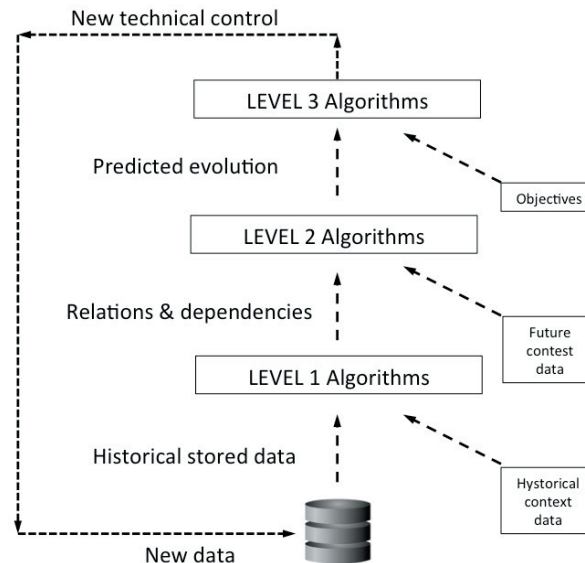 New technical control
LEVEL 3 Algorithms
Predicted evolution
Objectives
LEVEL 2 Algorithms
Relations & dependencies
Future
contest
data
LEVEL 1 Algorithms
Historical stored data
Hystorical
context
data
New data